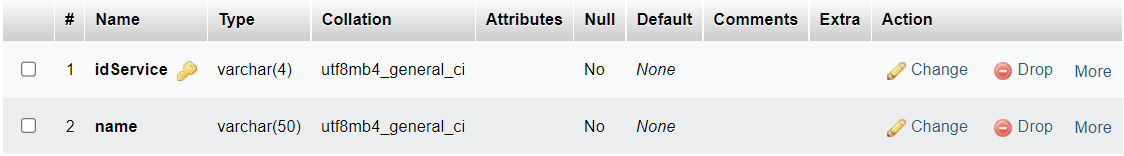 # Name Type Collation Attributes Null Default Comments Extra Action
1 idService varchar(4) utf8mb4_general_ci No None Change Drop More
2 name varchar(50) utf8mb4_general_ci No None Change Drop More